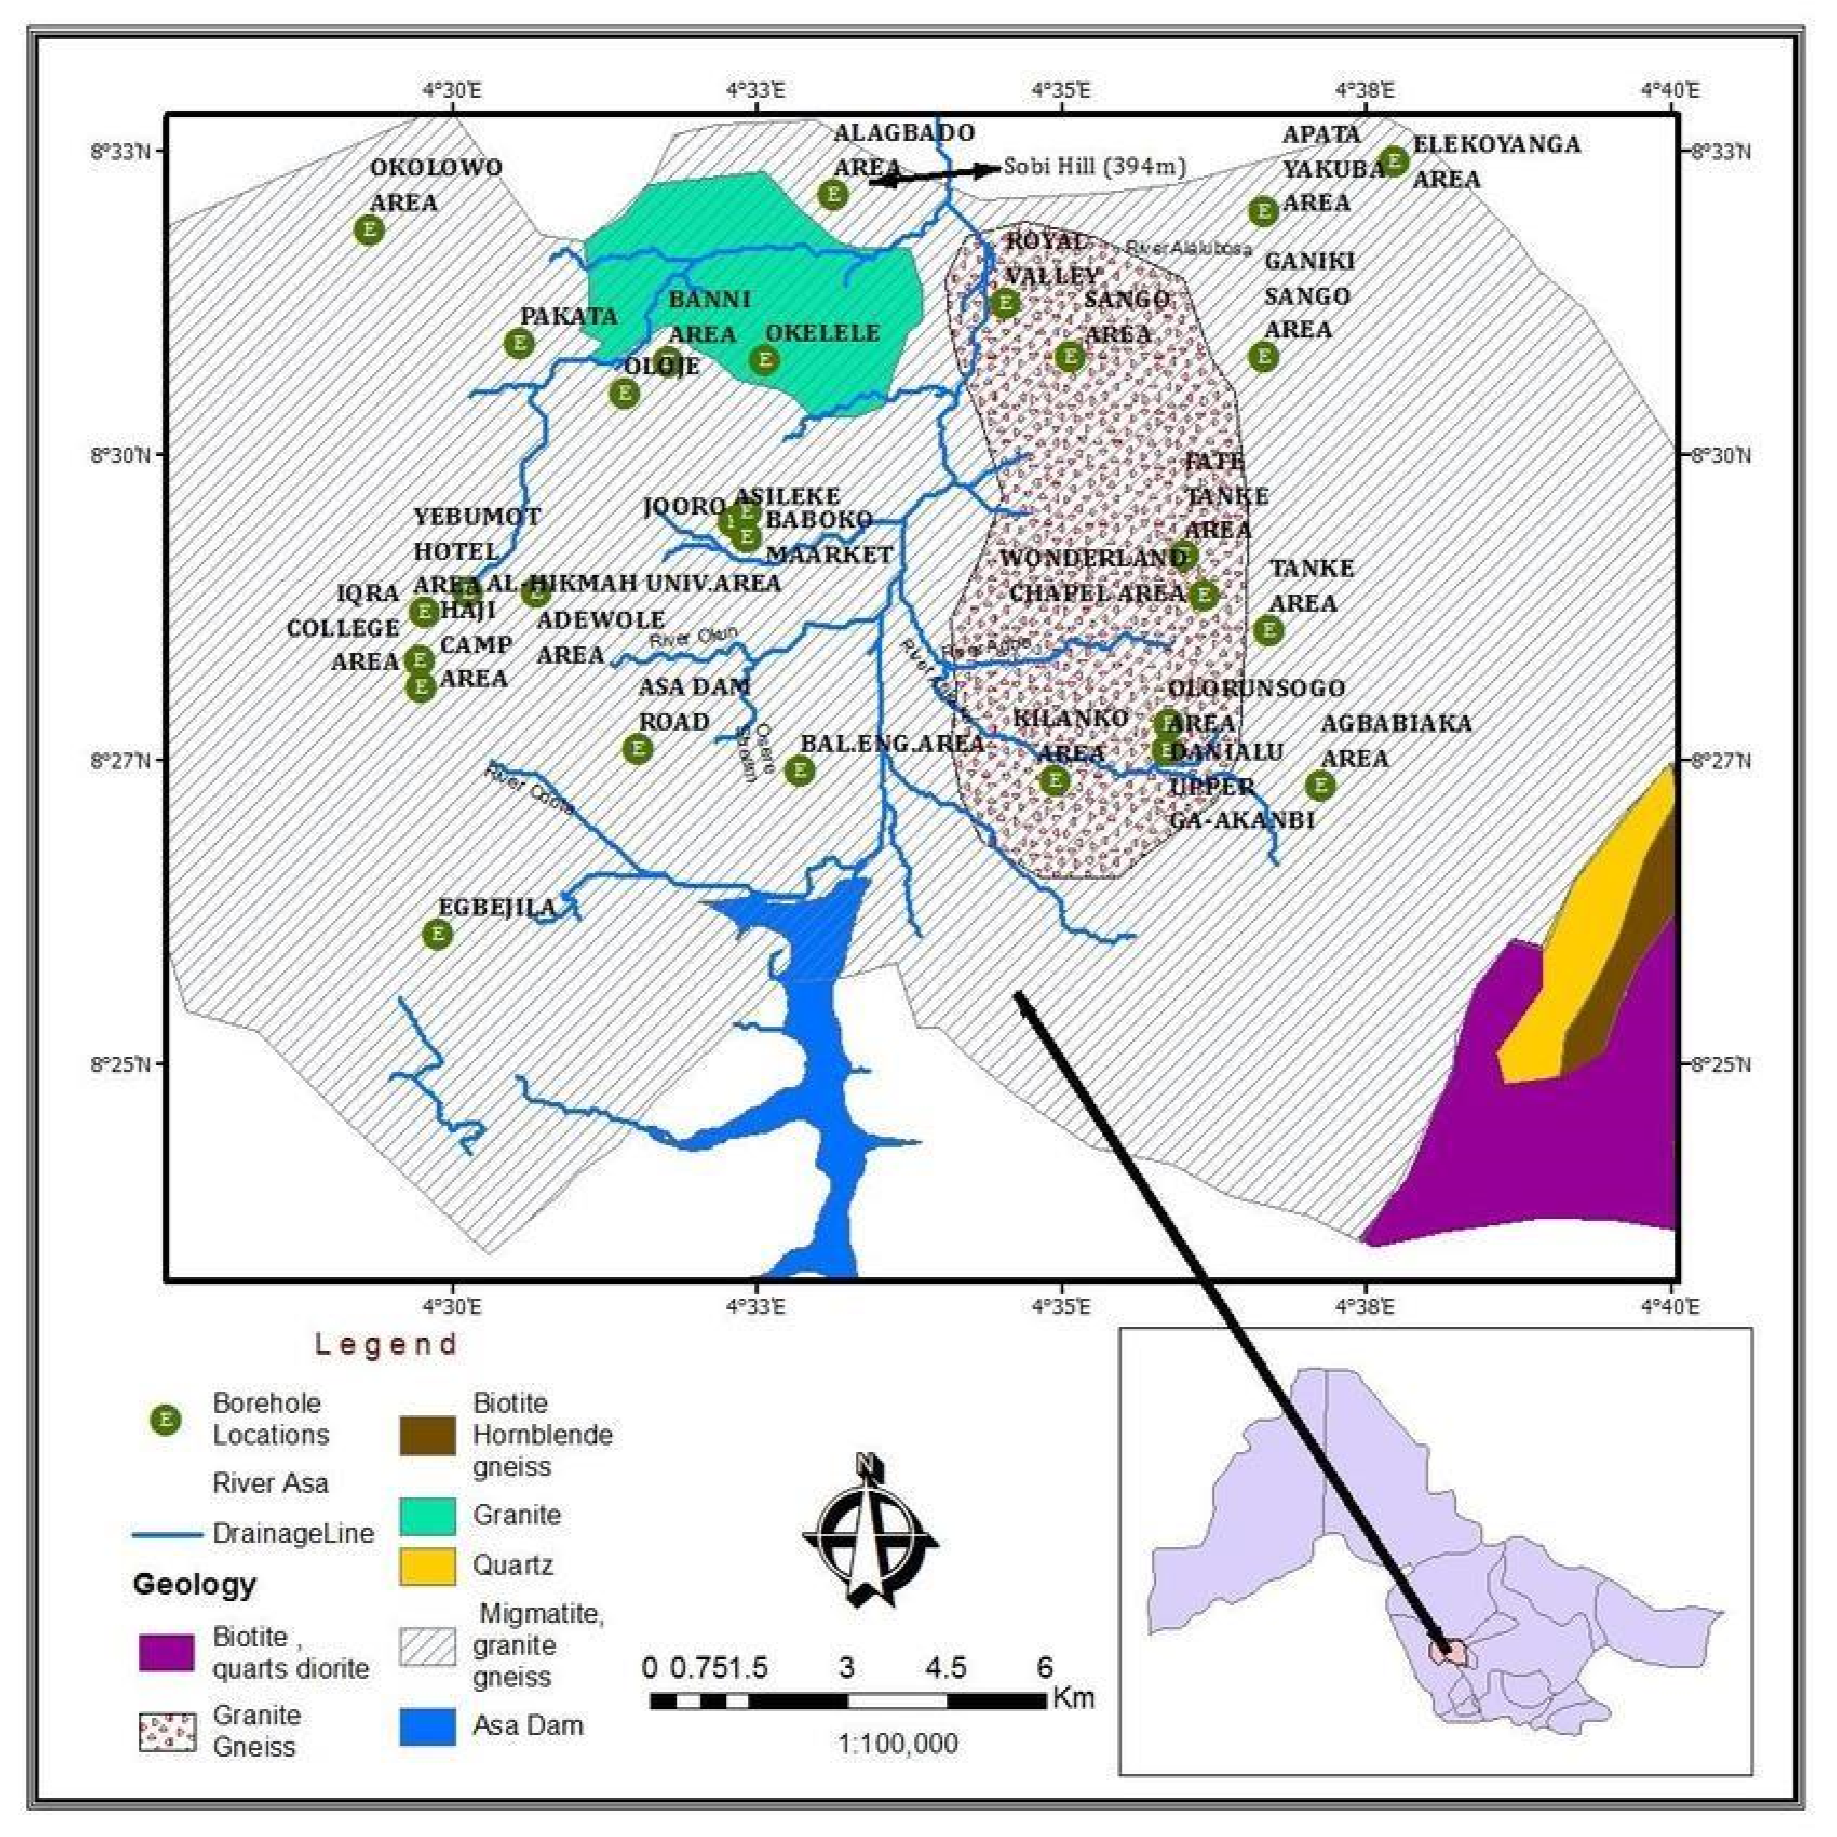 4°30'E
4°33'E
4°35'E
4°38'E
4°40'E
8°33'N
8°33'N
ALAGBADO
AREA
Sobi Hill (394m)
APATA
YAKUBA
AREA
ELEKOYANGA
AREA
OKOLOWO
AREA
E
E
E
E
ROYAL
VALLEY
River Alakibosa
GANIKI
SANGO
AREA
BANNI
AREA
SANGO
AREA
E
PAKATA
E
OKELELE
E
E
E
OLOJE
E
8°30'N
8°30'N
FATE
TANKE
AREA
JOORO
ASILEKE
E
BABOKO
E
MAARKET
YEBUMOT
HOTEL
AREA
AL-HIKMAH UNIV.AREA
WONDERLAND
CHAPEL AREA
E
TANKE
AREA
E
IQRA
COLLEGE
AREA
E
HAJI
CAMP
AREA
E
E
ADEWOLE
AREA
River Okun
ASA DAM
ROAD
E
OLORUNSOGO
AREA
KILANKO
AREA
E
E
DANIALU
UPPER
GA-AKANBI
AGBABIAKA
AREA
E
BAL.ENG.AREA
E
8°27'N
8°27'N
EGBEJILA
E
8°25'N
8°25'N
4°30'E
4°33'E
4°35'E
4°38'E
4°40'E
Legend
E
Borehole
Locations
River Asa
DrainageLine
Geology
Biotite ,
quarts diorite
Granite
Gneiss
Biotite
Hornblende
gneiss
Granite
Quartz
Migmatite,
granite
gneiss
Asa Dam
N
0 0.75 1.5 3 4.5 6
Km
1:100,000